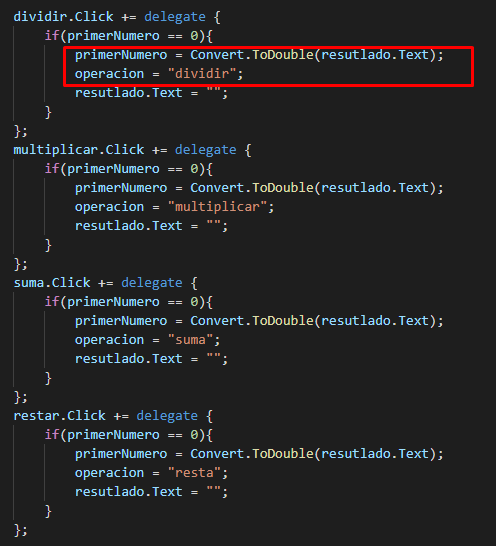 dividir.Click += delegate {
    if(primerNumero == 0){
        primerNumero = Convert.ToDouble(resutlado.Text);
        operacion = "dividir";
        resutlado.Text = "";
    }
};
multiplicar.Click += delegate {
    if(primerNumero == 0){
        primerNumero = Convert.ToDouble(resutlado.Text);
        operacion = "multiplicar";
        resutlado.Text = "";
    }
};
suma.Click += delegate {
    if(primerNumero == 0){
        primerNumero = Convert.ToDouble(resutlado.Text);
        operacion = "suma";
        resutlado.Text = "";
    }
};
restar.Click += delegate {
    if(primerNumero == 0){
        primerNumero = Convert.ToDouble(resutlado.Text);
        operacion = "resta";
        resutlado.Text = "";
    }
};